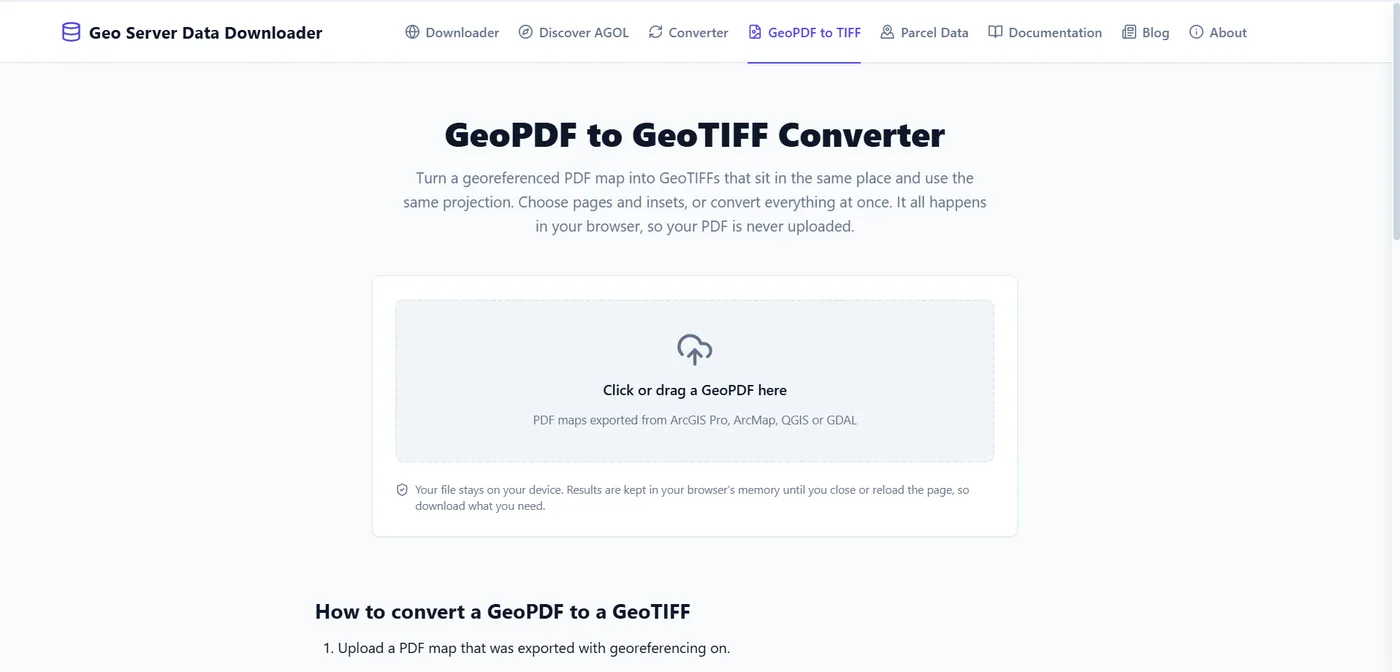 Geo Server Data Downloader
Downloader
Discover AGOL
Converter
GeoPDF to TIFF
Parcel Data
Documentation
Blog
About
GeoPDF to GeoTIFF Converter
Turn a georeferenced PDF map into GeoTIFFs that sit in the same place and use the
same projection. Choose pages and insets, or convert everything at once. It all happens
in your browser, so your PDF is never uploaded.
Click or drag a GeoPDF here
PDF maps exported from ArcGIS Pro, ArcMap, QGIS or GDAL
Your file stays on your device. Results are kept in your browser's memory until you close or reload the page, so
download what you need.
How to convert a GeoPDF to a GeoTIFF
1. Upload a PDF map that was exported with georeferencing on.